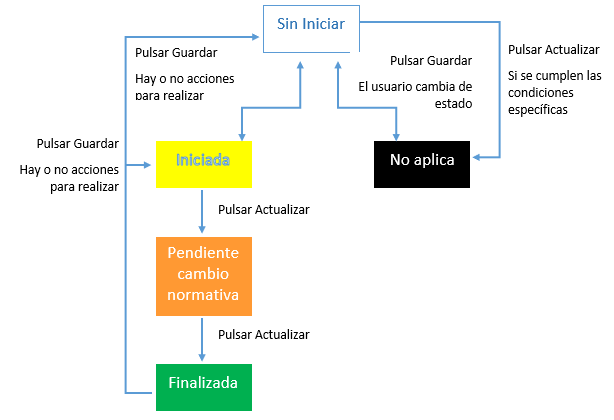 Sin Iniciar
Pulsar Guardar
Hay o no acciones
para realizar
Pulsar Guardar
El usuario cambia de
estado
Pulsar Actualizar
Si se cumplen las
condiciones
específicas
Pulsar Guardar
Hay o no acciones
para realizar
Iniciada
No aplica
Pulsar Actualizar
Pendiente
cambio
normativa
Pulsar Actualizar
Finalizada